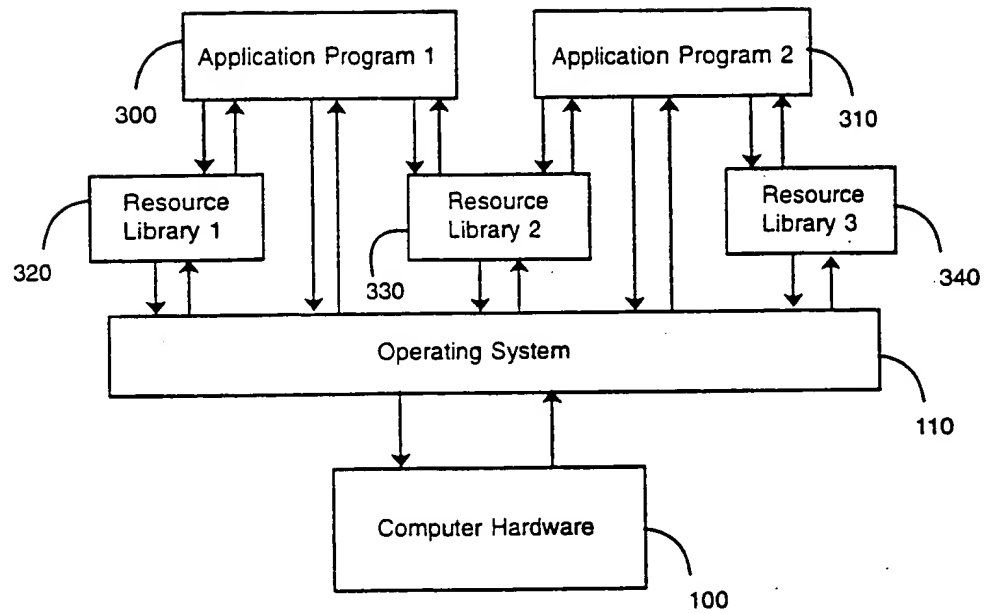 Application Program 1
Application Program 2
300
310
Resource
Library 1
Resource
Library 2
Resource
Library 3
320
330
340
Operating System
110
Computer Hardware
100